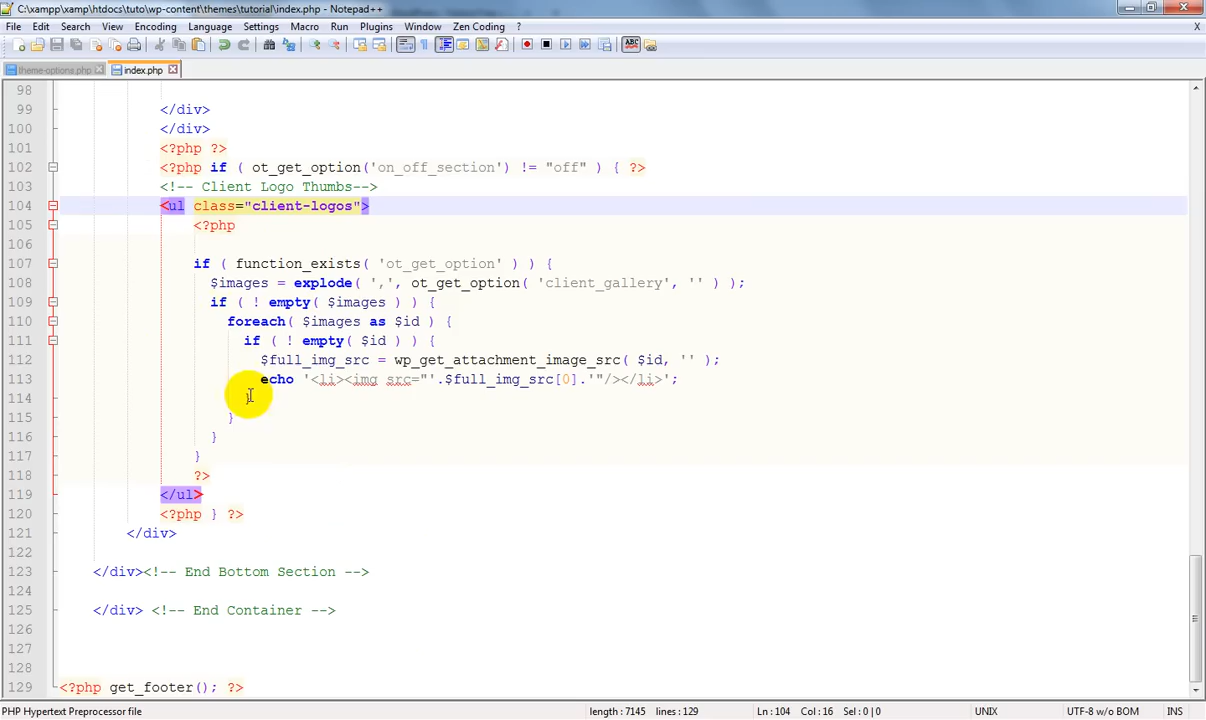 C:\xampp\xamp\htdocs\tuto\wp-content\themes\tutorial\index.php - Notepad++
File Edit Search View Encoding Language Settings Macro Run Plugins Window Zen Coding ? X
theme-options.php index.php
98
99 </div>
100 </div>
101 <?php ?>
102 <?php if ( ot_get_option('on_off_section') != "off" ) { ?>
103 <!-- Client Logo Thumbs-->
104 <ul class="client-logos">
105 <?php
106
107 if ( function_exists( 'ot_get_option' ) ) {
108 $images = explode( ',', ot_get_option( 'client_gallery', '' ) );
109 if ( ! empty( $images ) ) {
110 foreach( $images as $id ) {
111 if ( ! empty( $id ) ) {
112 $full_img_src = wp_get_attachment_image_src( $id, '' );
113 echo '<li><img src="'.$full_img_src[0].'"/></li>';
114 }
115 }
116 }
117 }
118 ?>
119 </ul>
120 <?php } ?>
121 </div>
122
123 </div><!-- End Bottom Section -->
124
125 </div> <!-- End Container -->
126
127
128
129 <?php get_footer(); ?>
PHP Hypertext Preprocessor file length : 7145 lines : 129 Ln : 104 Col : 16 Sel : 0 | 0 UNIX UTF-8 w/o BOM INS